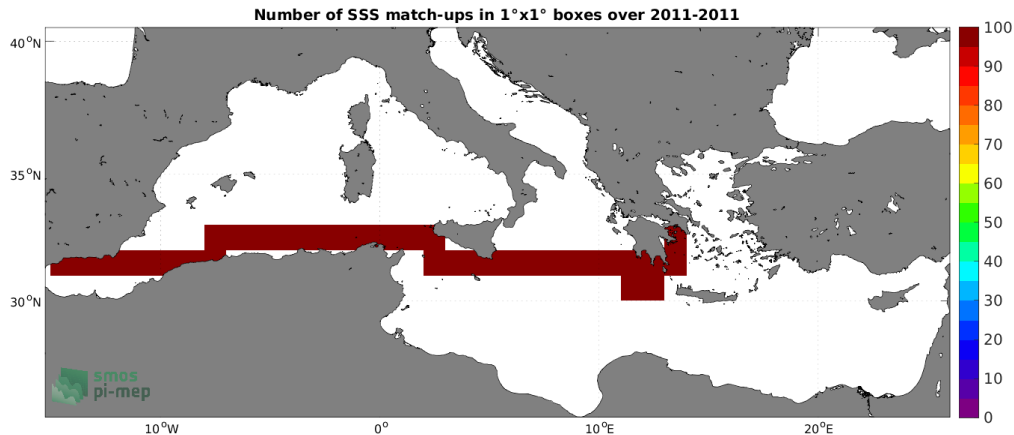 Number of SSS match-ups in 1°x1° boxes over 2011-2011
40°N
35°N
30°N
10°W
0°
10°E
20°E
100
90
80
70
60
50
40
30
20
10
0
smos
pi-mep